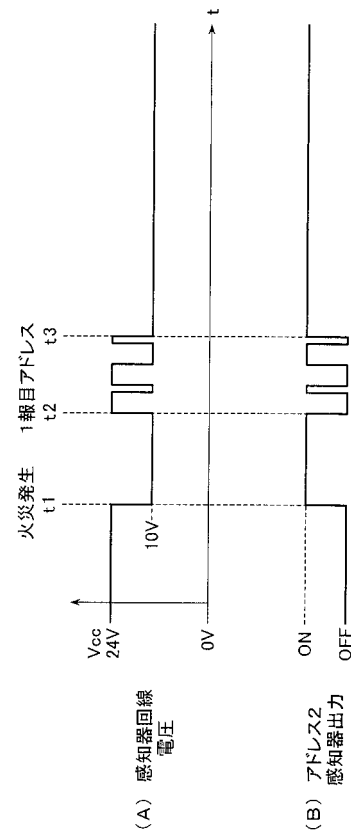 火災発生
1報目アドレス
t1
t2
t3
Vcc
24V
10V
0V
t
(A) 感知器回線
電圧
ON
OFF
(B) アドレス2
感知器出力